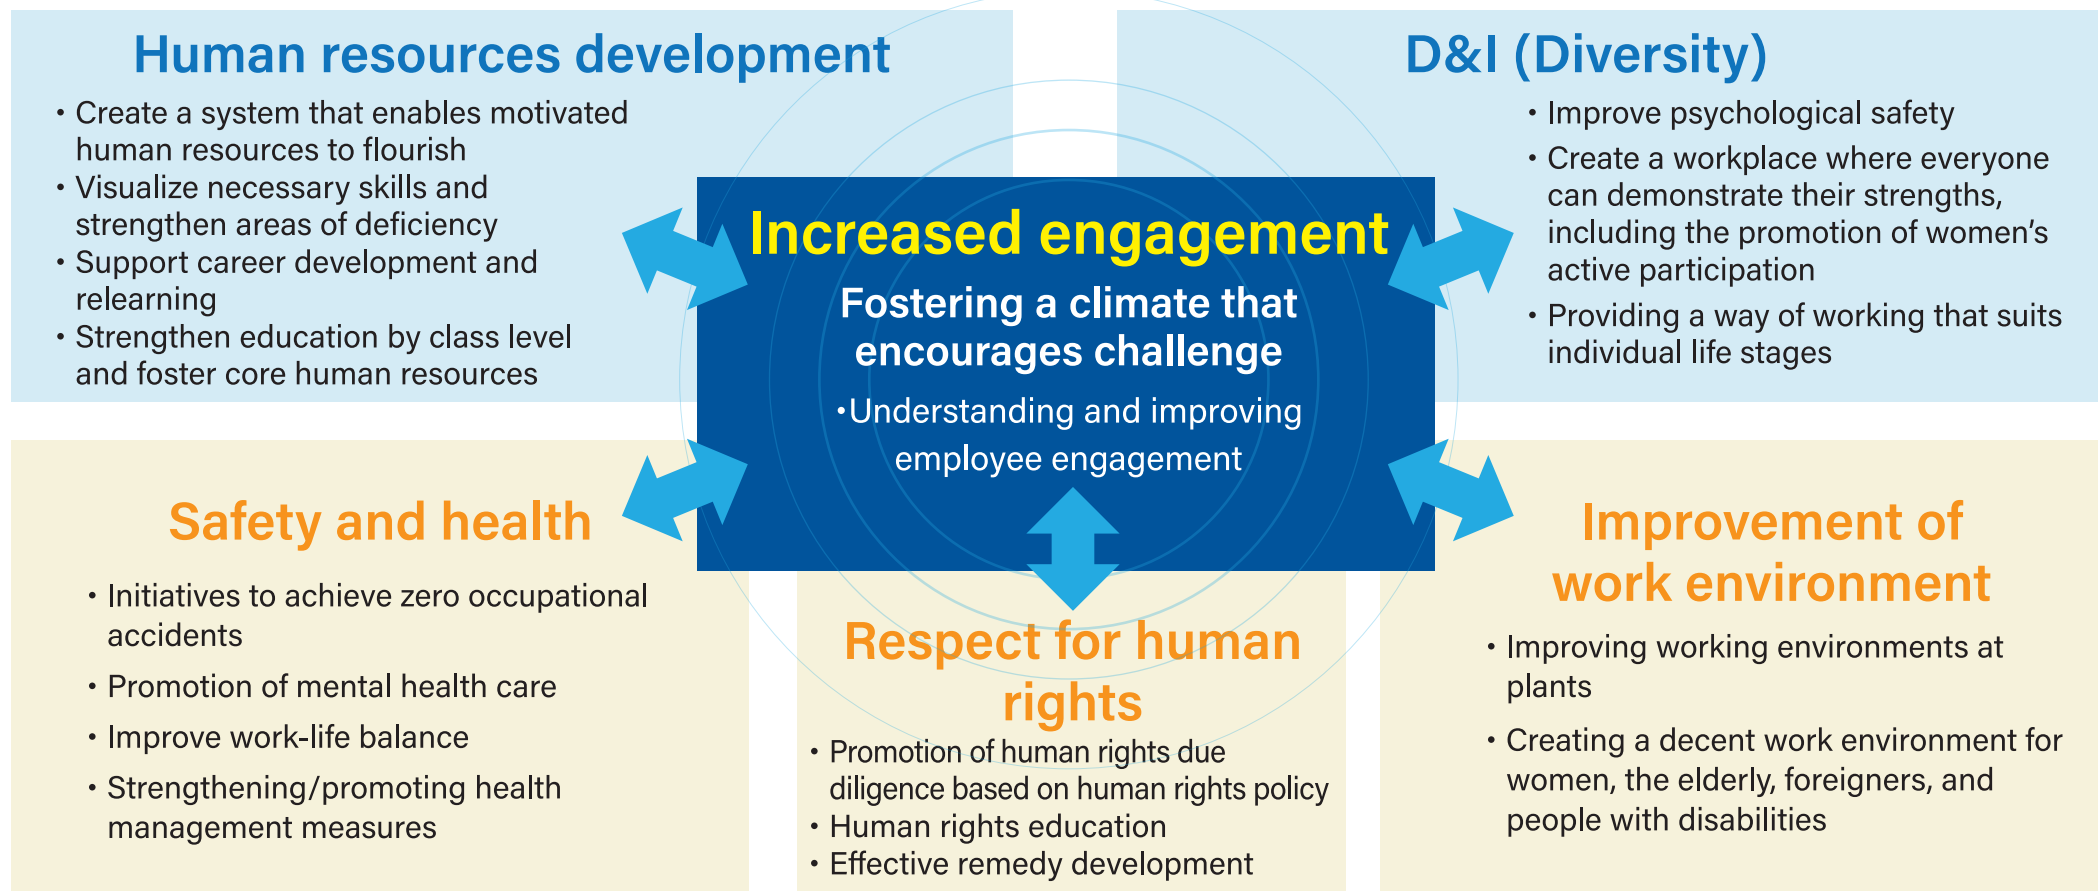 Human resources development
・Create a system that enables motivated
human resources to flourish
・Visualize necessary skills and
strengthen areas of deficiency
・Support career development and
relearning
・Strengthen education by class level
and foster core human resources
D&I (Diversity)
・Improve psychological safety
・Create a workplace where everyone
can demonstrate their strengths,
including the promotion of women's
active participation
・Providing a way of working that suits
individual life stages
Increased engagement
Fostering a climate that
encourages challenge
・Understanding and improving
employee engagement
Safety and health
・Initiatives to achieve zero occupational
accidents
・Promotion of mental health care
・Improve work-life balance
・Strengthening/promoting health
management measures
Respect for human
rights
・Promotion of human rights due
diligence based on human rights policy
・Human rights education
・Effective remedy development
Improvement of
work environment
・Improving working environments at
plants
・Creating a decent work environment for
women, the elderly, foreigners, and
people with disabilities